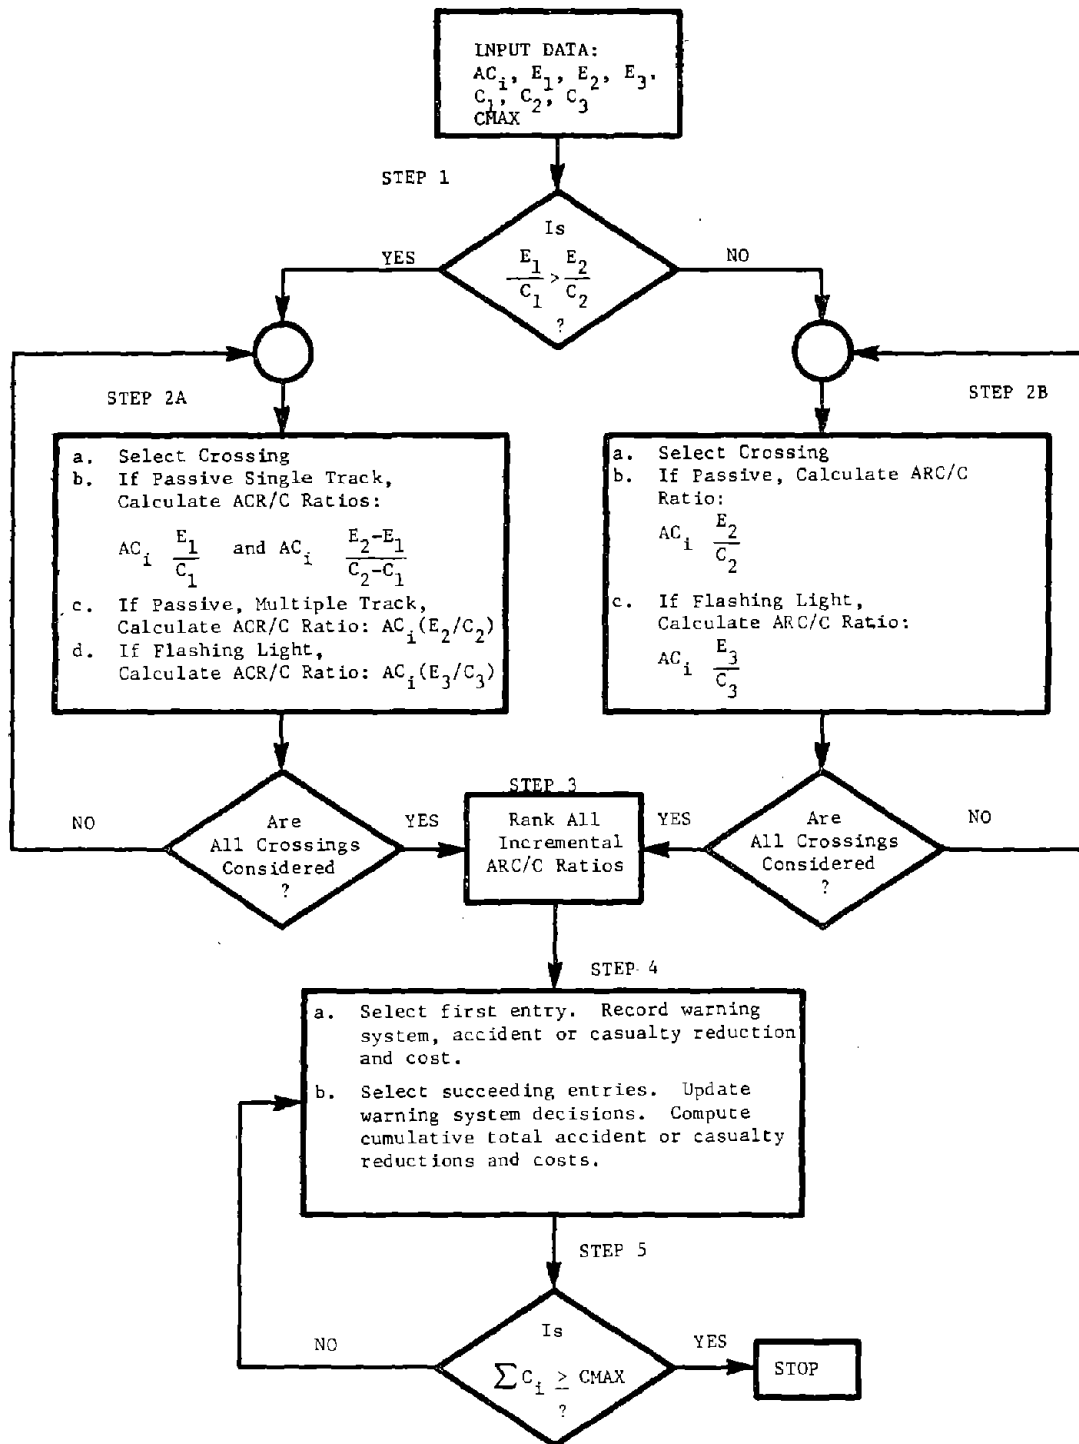 INPUT DATA:
AC_i, E_1, E_2, E_3,
C_1, C_2, C_3
CMAX
STEP 1
Is
E_1/C_1 > E_2/C_2
?
YES
NO
STEP 2A
a. Select Crossing
b. If Passive Single Track,
Calculate ACR/C Ratios:
AC_i E_1/C_1 and AC_i E_2-E_1/C_2-C_1
c. If Passive, Multiple Track,
Calculate ACR/C Ratio: AC_i(E_2/C_2)
d. If Flashing Light,
Calculate ACR/C Ratio: AC_i(E_3/C_3)
STEP 2B
a. Select Crossing
b. If Passive, Calculate ARC/C
Ratio:
AC_i E_2/C_2
c. If Flashing Light,
Calculate ARC/C Ratio:
AC_i E_3/C_3
NO
Are
All Crossings
Considered
?
YES
STEP 3
Rank All
Incremental
ARC/C Ratios
YES
Are
All Crossings
Considered
?
NO
STEP 4
a. Select first entry. Record warning
system, accident or casualty reduction
and cost.
b. Select succeeding entries. Update
warning system decisions. Compute
cumulative total accident or casualty
reductions and costs.
STEP 5
NO
Is
∑C_i ≥ CMAX
?
YES
STOP